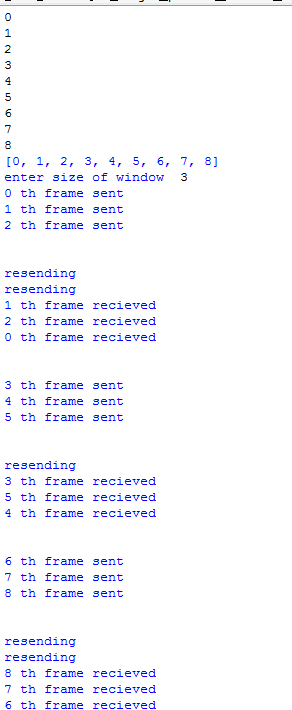 0
1
2
3
4
5
6
7
8
[0, 1, 2, 3, 4, 5, 6, 7, 8]
enter size of window  3
0 th frame sent
1 th frame sent
2 th frame sent
resending
resending
1 th frame recieved
2 th frame recieved
0 th frame recieved
3 th frame sent
4 th frame sent
5 th frame sent
resending
3 th frame recieved
5 th frame recieved
4 th frame recieved
6 th frame sent
7 th frame sent
8 th frame sent
resending
resending
8 th frame recieved
7 th frame recieved
6 th frame recieved